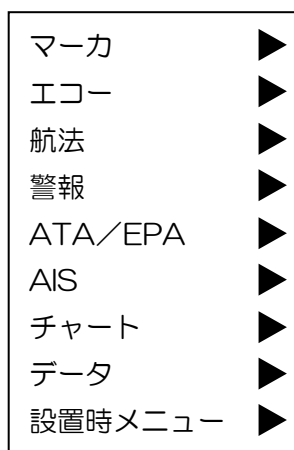 マーカ ▶
エコー ▶
航法 ▶
警報 ▶
ATA／EPA ▶
AIS ▶
チャート ▶
データ ▶
設置時メニュー ▶